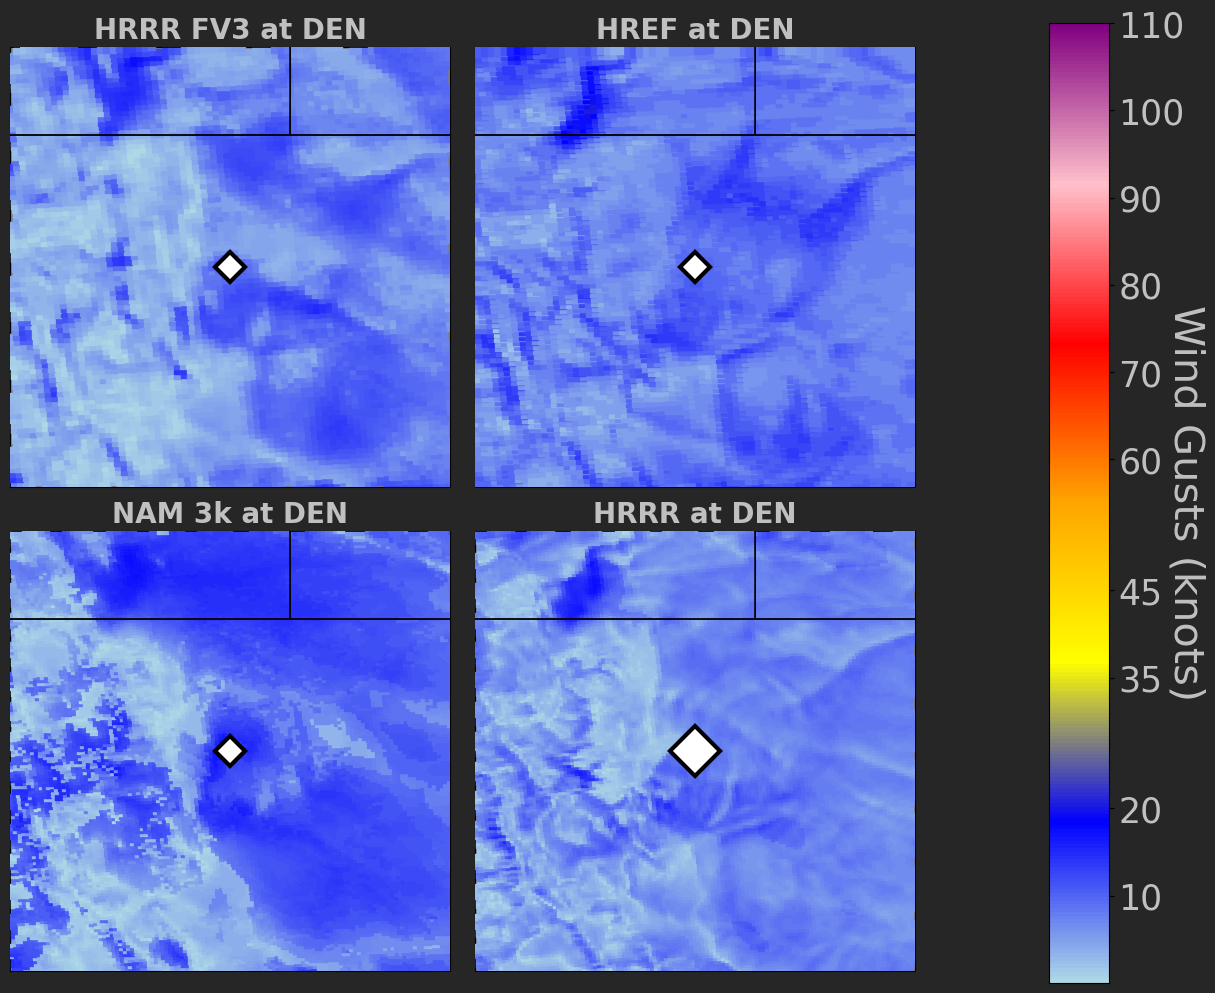 HRRR FV3 at DEN
HREF at DEN
NAM 3k at DEN
HRRR at DEN
110
100
90
80
70
60
45
35
20
10
Wind Gusts (knots)